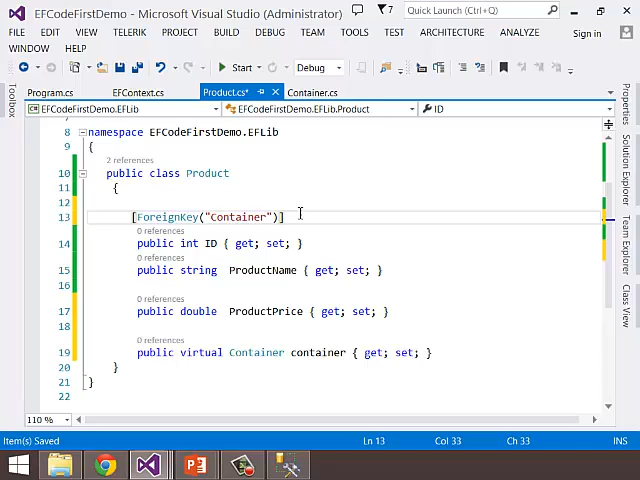 EFCodeFirstDemo - Microsoft Visual Studio (Administrator)
7
Quick Launch (Ctrl+Q)
FILE EDIT VIEW TELERIK PROJECT BUILD DEBUG TEAM TOOLS TEST ARCHITECTURE ANALYZE Sign in
WINDOW HELP
Start Debug
Program.cs EFContext.cs Product.cs* Container.cs
EFCodeFirstDemo.EFLib EFCodeFirstDemo.EFLib.Product ID
Toolbox
Properties
Solution Explorer
Team Explorer
Class View
8 namespace EFCodeFirstDemo.EFLib
9 {
2 references
10 public class Product
11 {
12
13 [ForeignKey("Container")]
0 references
14 public int ID { get; set; }
0 references
15 public string ProductName { get; set; }
16
0 references
17 public double ProductPrice { get; set; }
18
0 references
19 public virtual Container container { get; set; }
20 }
21 }
22
110 %
Item(s) Saved Ln 13 Col 33 Ch 33 INS